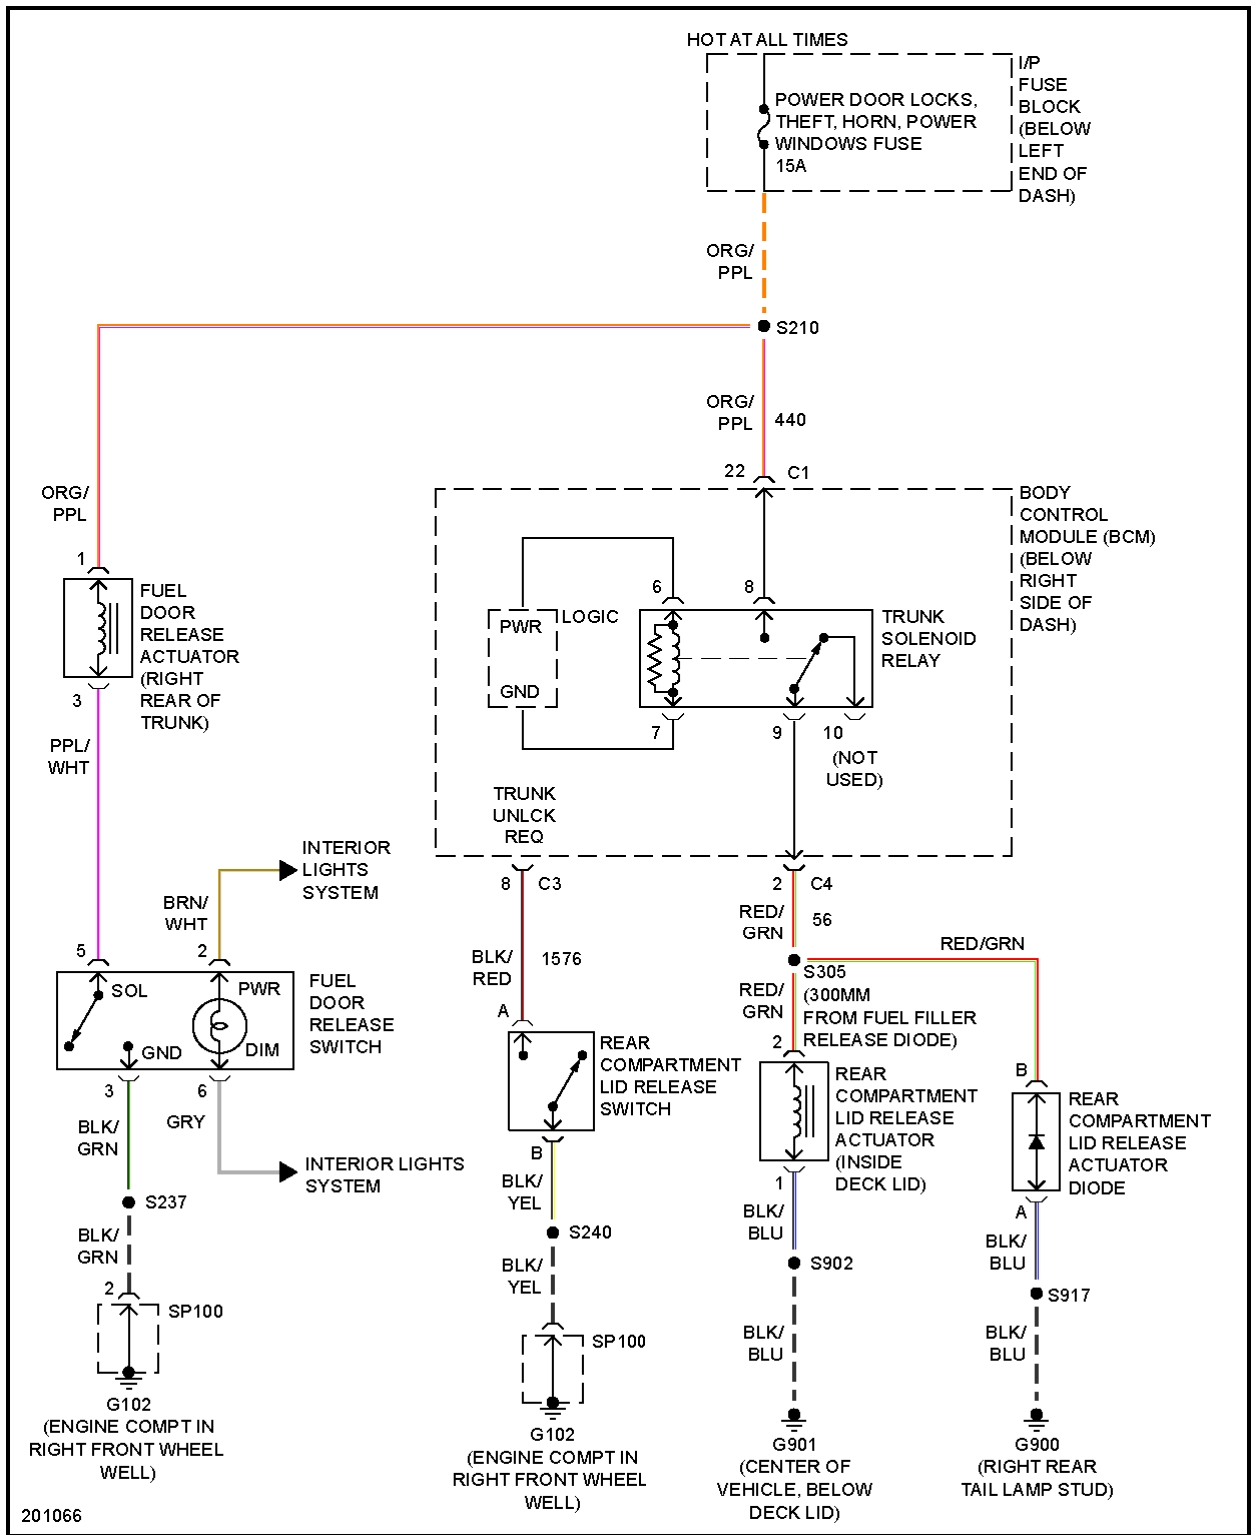 HOT AT ALL TIMES
I/P
FUSE
BLOCK
(BELOW
LEFT
END OF
DASH)
POWER DOOR LOCKS,
THEFT, HORN, POWER
WINDOWS FUSE
15A
ORG/
PPL
S210
ORG/
PPL
440
22
C1
ORG/
PPL
1
FUEL
DOOR
RELEASE
ACTUATOR
(RIGHT
REAR OF
TRUNK)
3
PPL/
WHT
BODY
CONTROL
MODULE (BCM)
(BELOW
RIGHT
SIDE OF
DASH)
6
8
PWR
LOGIC
GND
TRUNK
SOLENOID
RELAY
7
9
10
(NOT
USED)
TRUNK
UNLCK
REQ
8
C3
2
C4
INTERIOR
LIGHTS
SYSTEM
BRN/
WHT
5
2
SOL
PWR
GND
DIM
FUEL
DOOR
RELEASE
SWITCH
3
6
BLK/
GRN
GRY
INTERIOR LIGHTS
SYSTEM
S237
BLK/
GRN
2
SP100
G102
(ENGINE COMPT IN
RIGHT FRONT WHEEL
WELL)
BLK/
RED
1576
A
REAR
COMPARTMENT
LID RELEASE
SWITCH
B
BLK/
YEL
S240
BLK/
YEL
SP100
G102
(ENGINE COMPT IN
RIGHT FRONT WHEEL
WELL)
RED/
GRN
56
RED/GRN
S305
(300MM
FROM FUEL FILLER
RELEASE DIODE)
RED/
GRN
2
REAR
COMPARTMENT
LID RELEASE
ACTUATOR
(INSIDE
DECK LID)
1
BLK/
BLU
S902
BLK/
BLU
G901
(CENTER OF
VEHICLE, BELOW
DECK LID)
B
REAR
COMPARTMENT
LID RELEASE
ACTUATOR
DIODE
A
BLK/
BLU
S917
BLK/
BLU
G900
(RIGHT REAR
TAIL LAMP STUD)
201066